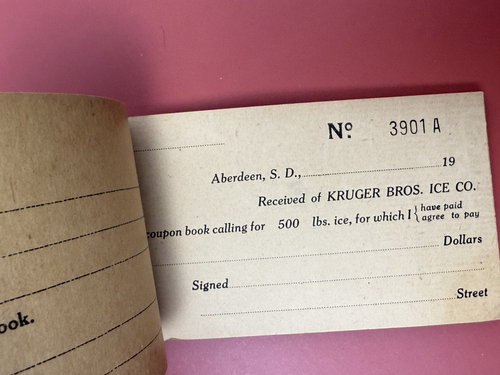 Nº 3901 A
Aberdeen, S. D., 19
Received of KRUGER BROS. ICE CO.
coupon book calling for 500 lbs. ice, for which I { have paid
agree to pay
Dollars
Signed
Street
ook.